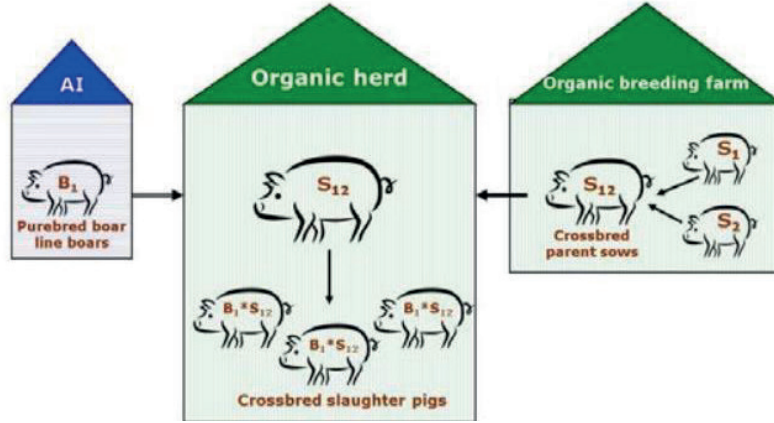 AI
B₁
Purebred boar
line boars
Organic herd
S₁₂
B₁*S₁₂
B₁*S₁₂
B₁*S₁₂
Crossbred slaughter pigs
Organic breeding farm
S₁
S₁₂
S₂
Crossbred
parent sows